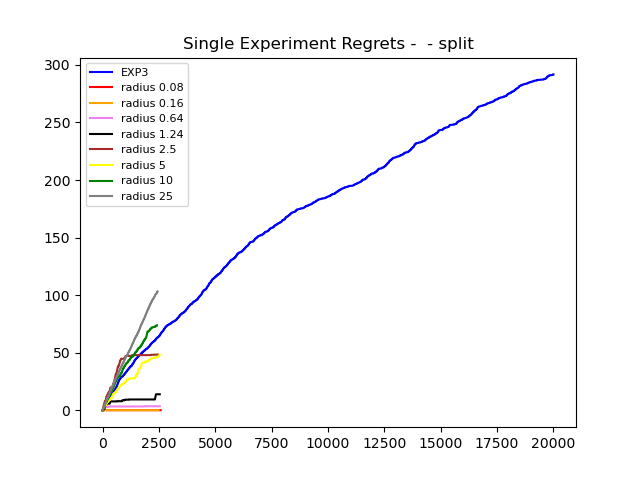 Single Experiment Regrets -  - split
300
250
200
150
100
50
0
EXP3
radius 0.08
radius 0.16
radius 0.64
radius 1.24
radius 2.5
radius 5
radius 10
radius 25
0 2500 5000 7500 10000 12500 15000 17500 20000